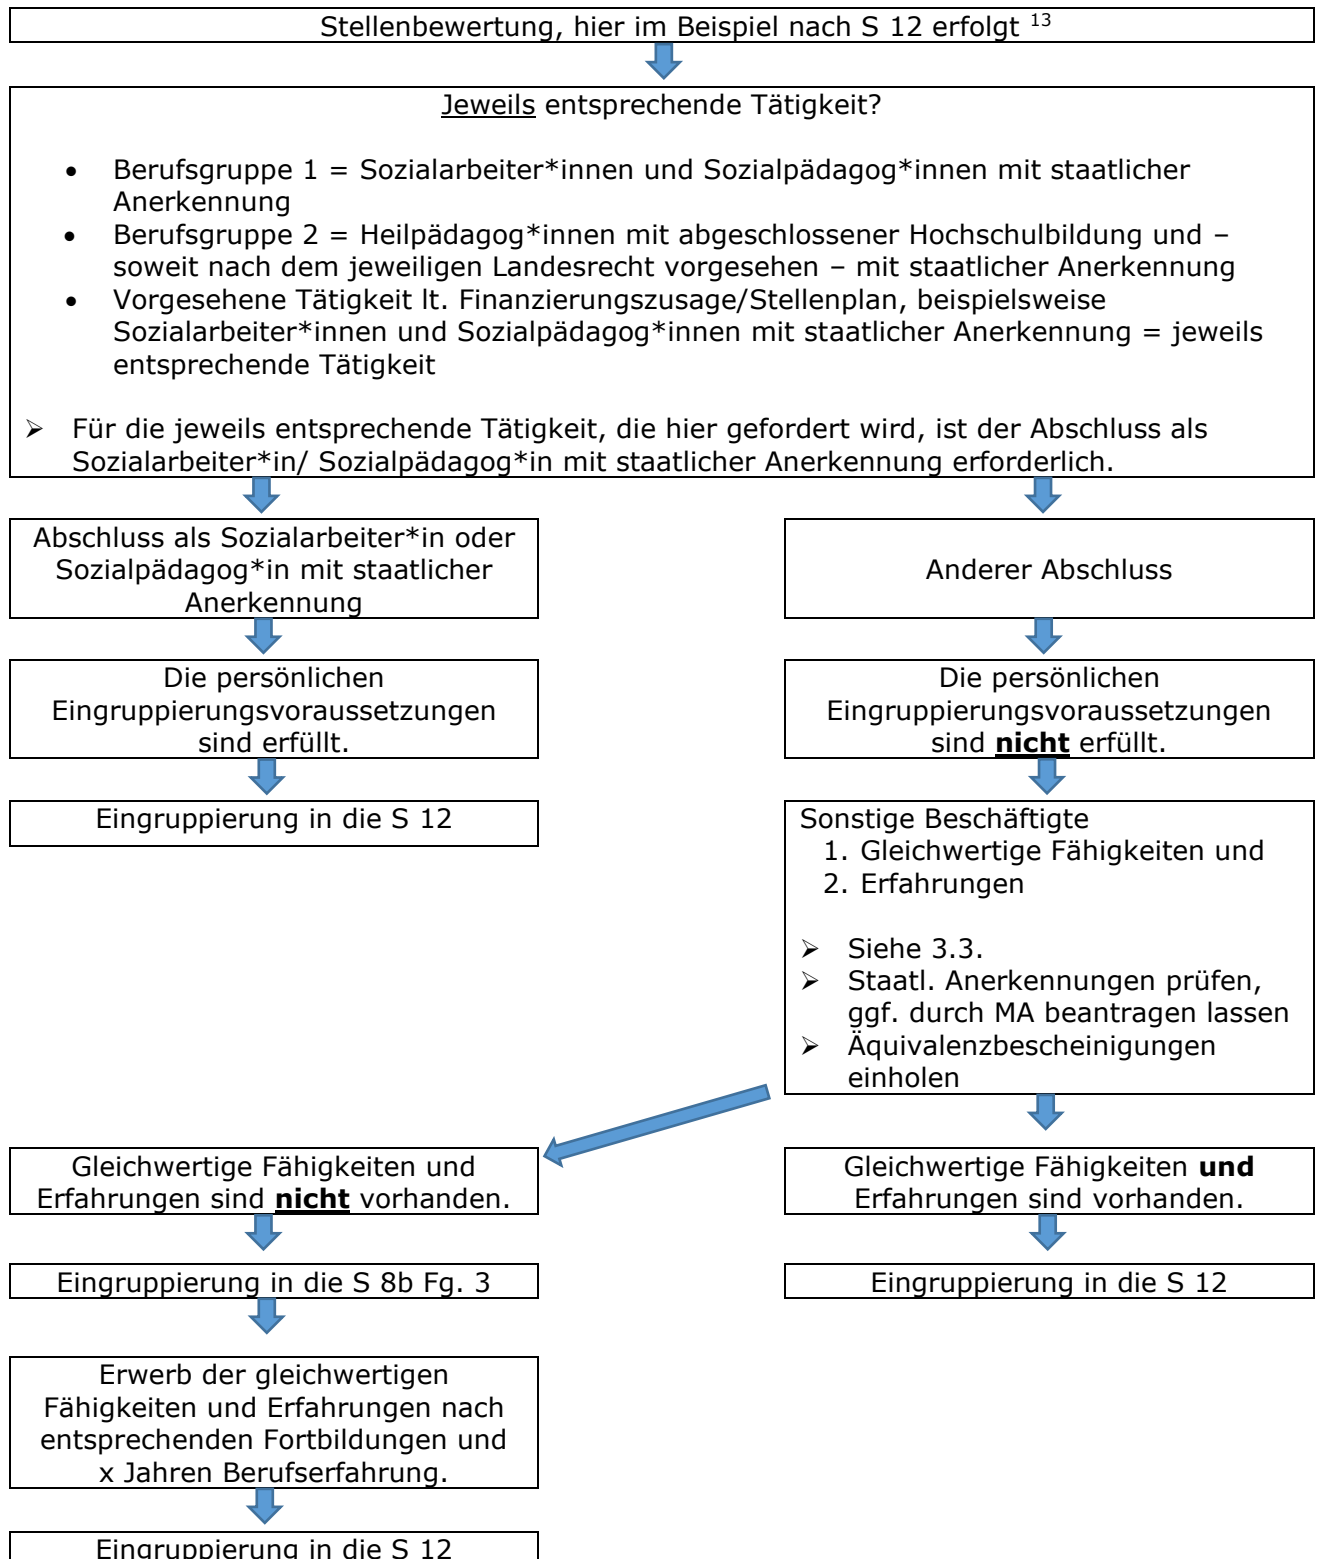 Stellenbewertung, hier im Beispiel nach S 12 erfolgt ¹³
Jeweils entsprechende Tätigkeit?
• Berufsgruppe 1 = Sozialarbeiter*innen und Sozialpädagog*innen mit staatlicher
Anerkennung
• Berufsgruppe 2 = Heilpädagog*innen mit abgeschlossener Hochschulbildung und –
soweit nach dem jeweiligen Landesrecht vorgesehen – mit staatlicher Anerkennung
• Vorgesehene Tätigkeit lt. Finanzierungszusage/Stellenplan, beispielsweise
Sozialarbeiter*innen und Sozialpädagog*innen mit staatlicher Anerkennung = jeweils
entsprechende Tätigkeit
➢ Für die jeweils entsprechende Tätigkeit, die hier gefordert wird, ist der Abschluss als
Sozialarbeiter*in/ Sozialpädagog*in mit staatlicher Anerkennung erforderlich.
Abschluss als Sozialarbeiter*in oder
Sozialpädagog*in mit staatlicher
Anerkennung
Anderer Abschluss
Die persönlichen
Eingruppierungsvoraussetzungen
sind erfüllt.
Die persönlichen
Eingruppierungsvoraussetzungen
sind nicht erfüllt.
Eingruppierung in die S 12
Sonstige Beschäftigte
1. Gleichwertige Fähigkeiten und
2. Erfahrungen
➢ Siehe 3.3.
➢ Staatl. Anerkennungen prüfen,
ggf. durch MA beantragen lassen
➢ Äquivalenzbescheinigungen
einholen
Gleichwertige Fähigkeiten und
Erfahrungen sind nicht vorhanden.
Gleichwertige Fähigkeiten und
Erfahrungen sind vorhanden.
Eingruppierung in die S 8b Fg. 3
Eingruppierung in die S 12
Erwerb der gleichwertigen
Fähigkeiten und Erfahrungen nach
entsprechenden Fortbildungen und
x Jahren Berufserfahrung.
Eingruppierung in die S 12